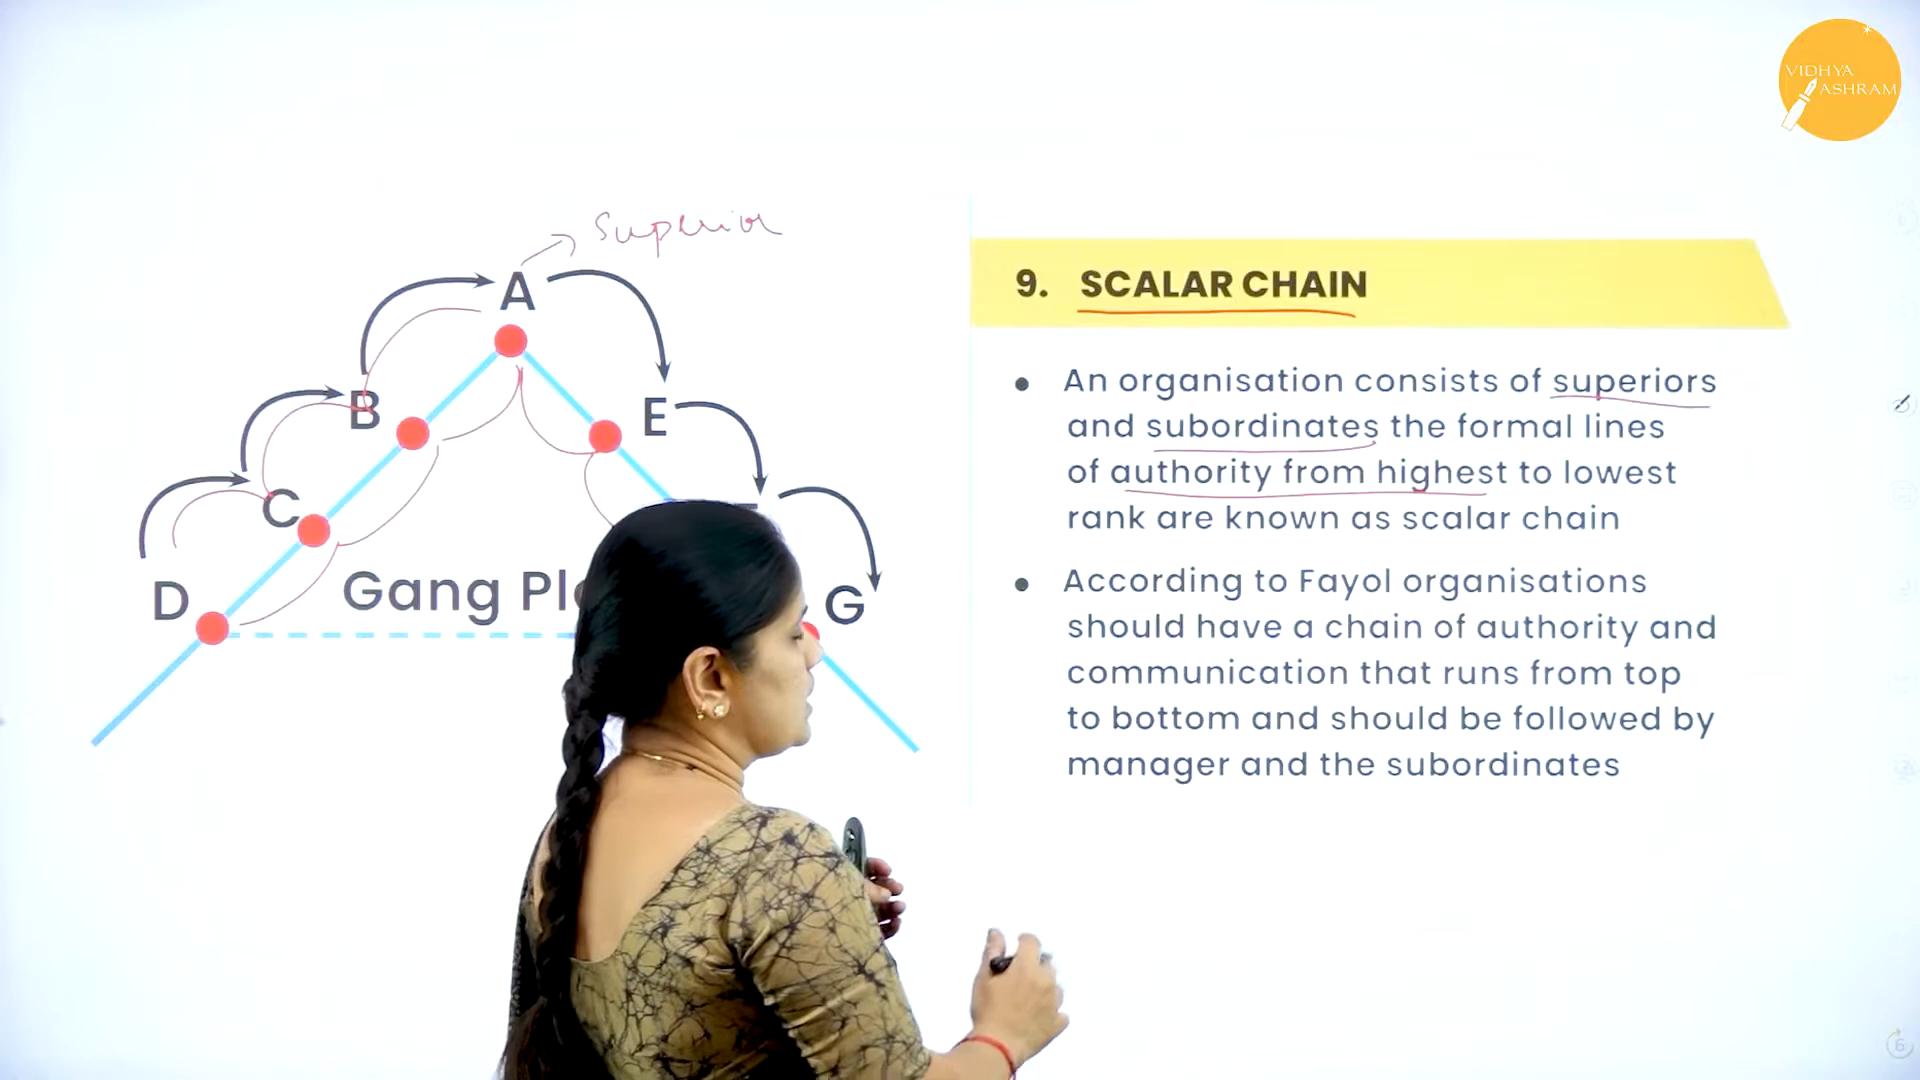 VIDHYA
ASHRAM
Superior
A
9. SCALAR CHAIN
B
E
An organisation consists of superiors
and subordinates the formal lines
of authority from highest to lowest
rank are known as scalar chain
C
D
Gang
G
According to Fayol organisations
should have a chain of authority and
communication that runs from top
to bottom and should be followed by
manager and the subordinates